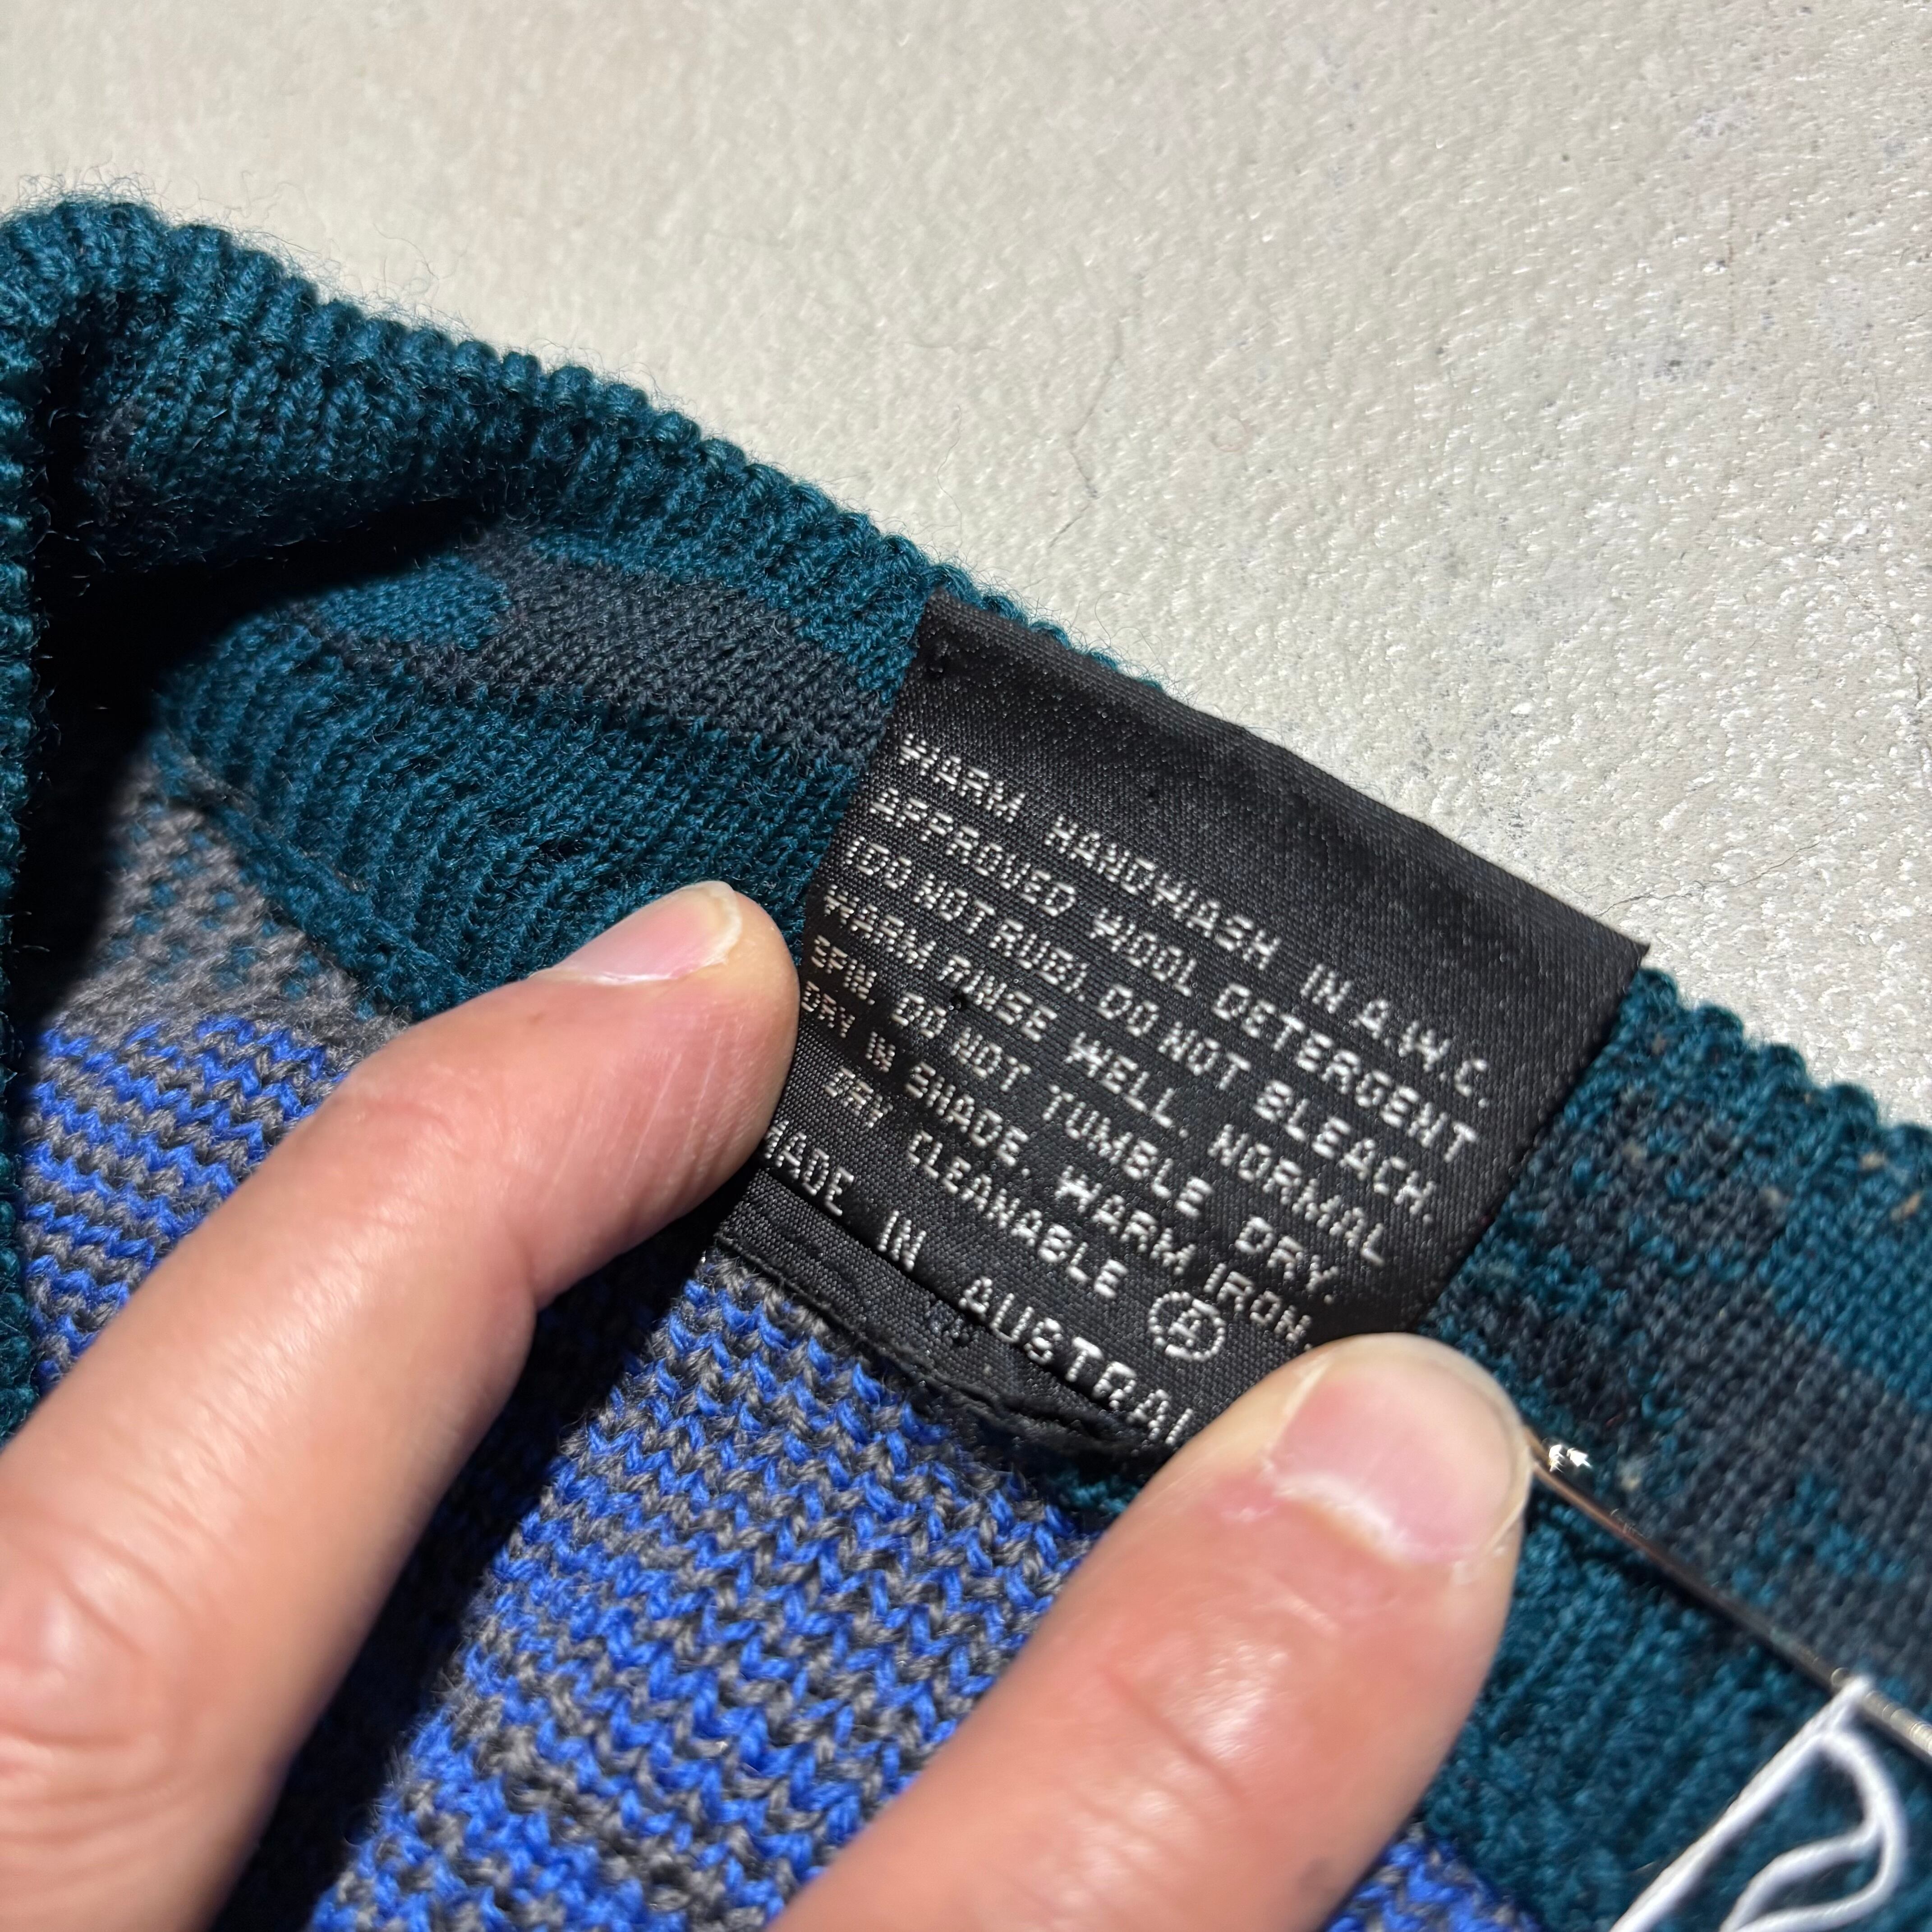 WARM HANDWASH IN A.W.C.
APPROVED WOOL DETERGENT
(DO NOT RUB). DO NOT BLEACH.
WARM RINSE WELL. NORMAL
SPIN. DO NOT TUMBLE DRY.
DRY IN SHADE. WARM IRON.
DRY CLEANABLE Ⓐ
MADE IN AUSTRAL